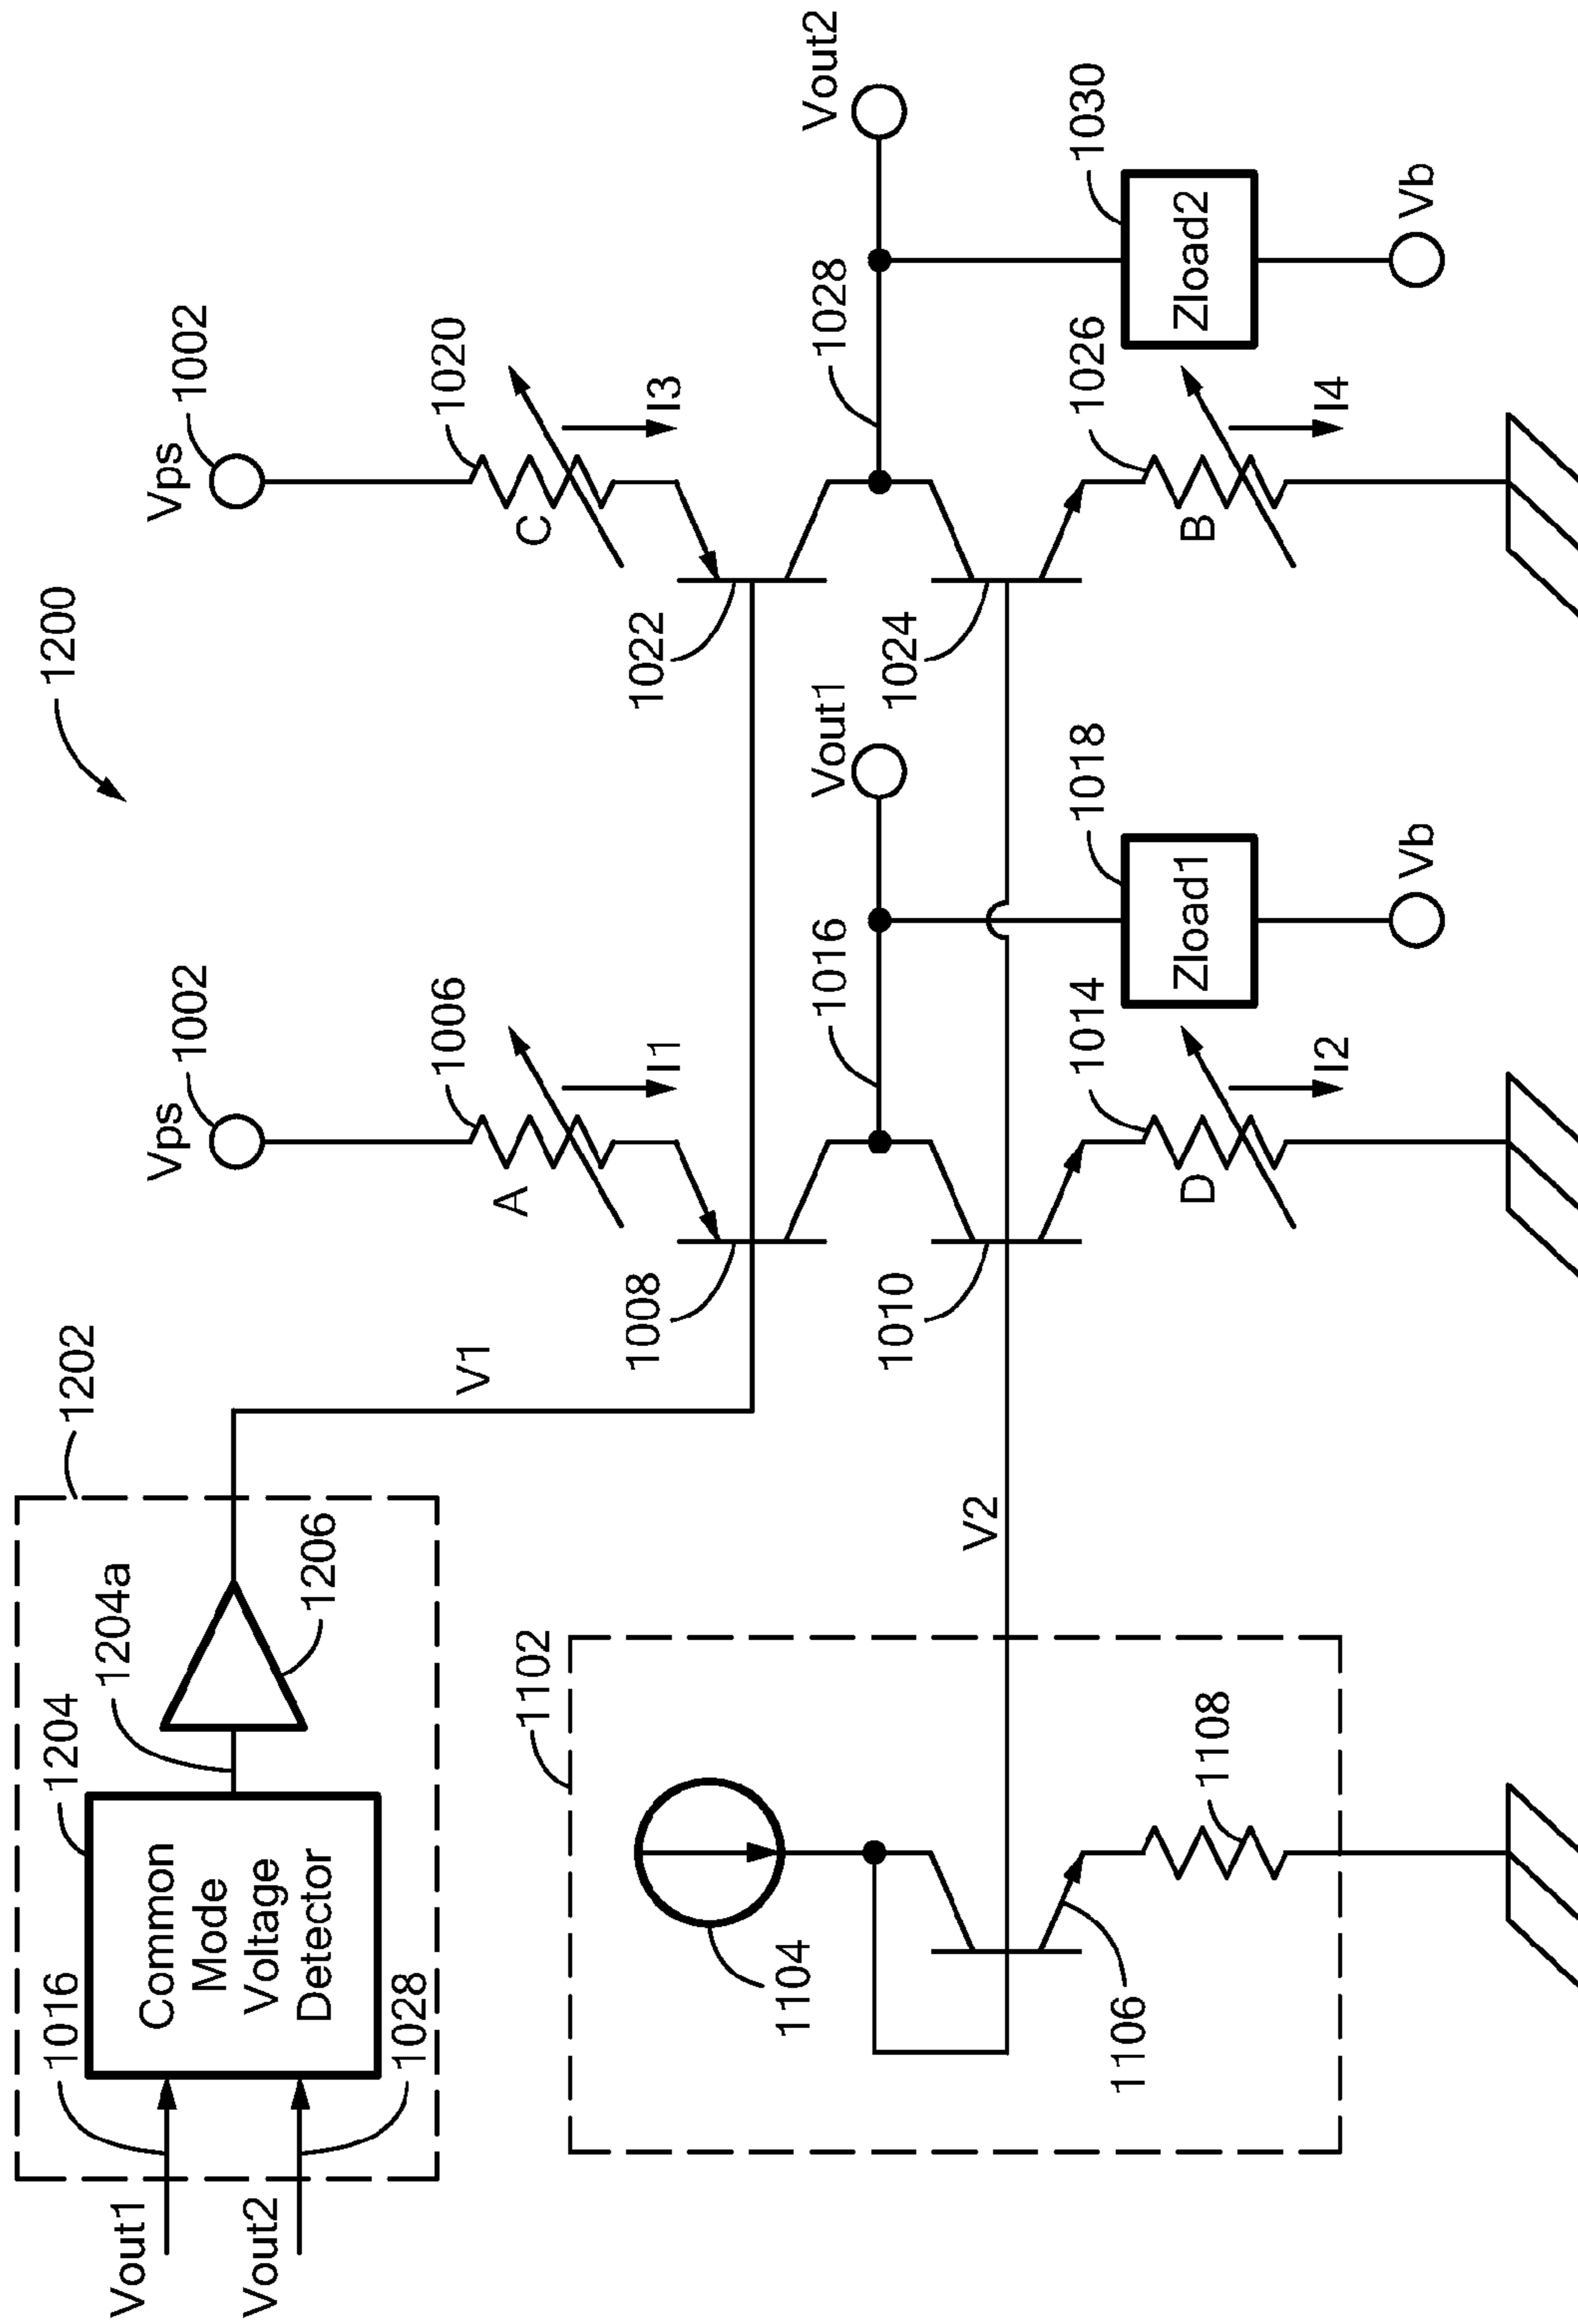 1200
1202
1204
1204a
1206
Common
Mode
Voltage
Detector
Vout1
1016
Vout2
1028
V1
Vps
1002
A
1006
I1
1008
1010
1016
Vout1
1018
Zload1
Vb
D
1014
I2
Vps
1002
C
1020
I3
1022
1024
1028
Vout2
1030
Zload2
Vb
B
1026
I4
V2
1102
1104
1106
1108